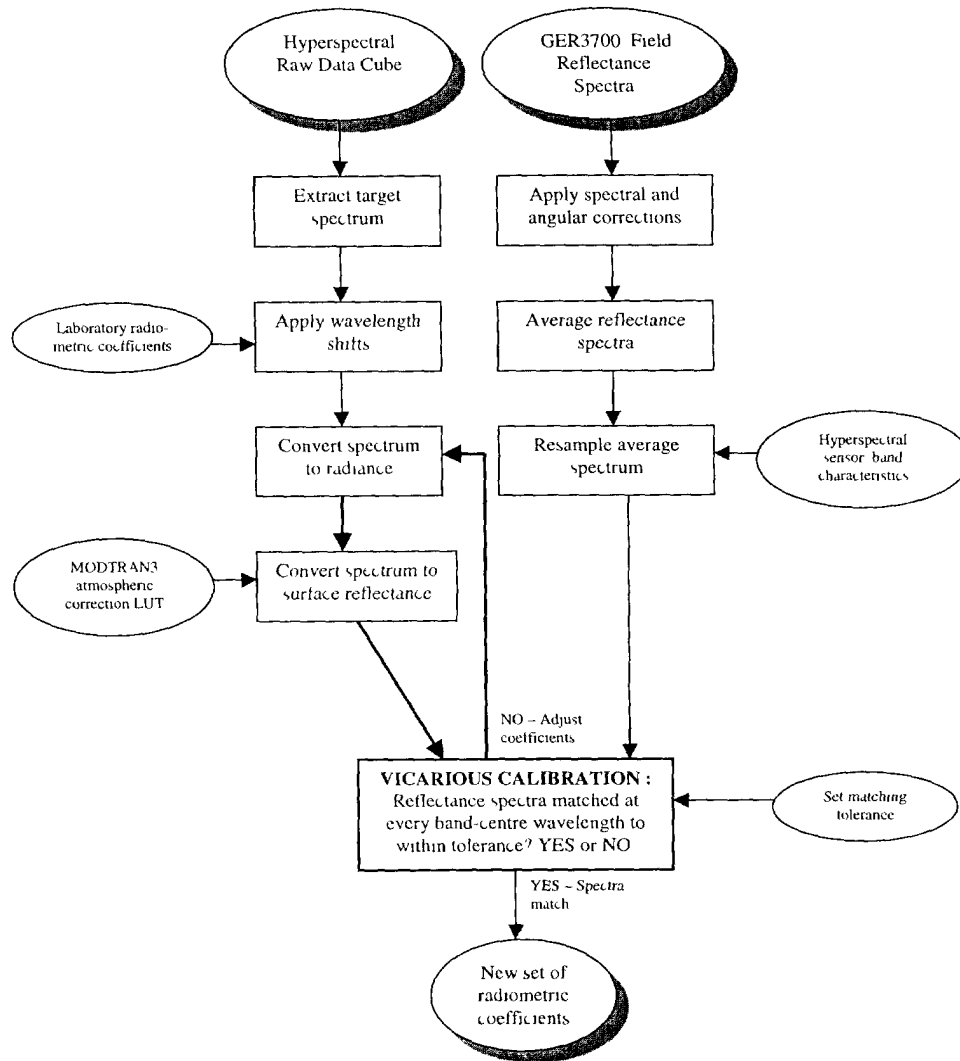 Hyperspectral
Raw Data Cube
GER3700 Field
Reflectance
Spectra
Extract target
spectrum
Apply spectral and
angular corrections
Laboratory radio-
metric coefficients
Apply wavelength
shifts
Average reflectance
spectra
Convert spectrum
to radiance
Resample average
spectrum
Hyperspectral
sensor band
characteristics
MODTRAN3
atmospheric
correction LUT
Convert spectrum to
surface reflectance
NO – Adjust
coefficients
VICARIOUS CALIBRATION :
Reflectance spectra matched at
every band-centre wavelength to
within tolerance? YES or NO
Set matching
tolerance
YES – Spectra
match
New set of
radiometric
coefficients